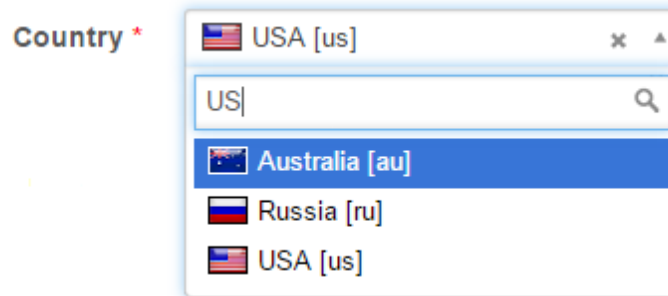 Country *
USA [us]
US
Australia [au]
Russia [ru]
USA [us]